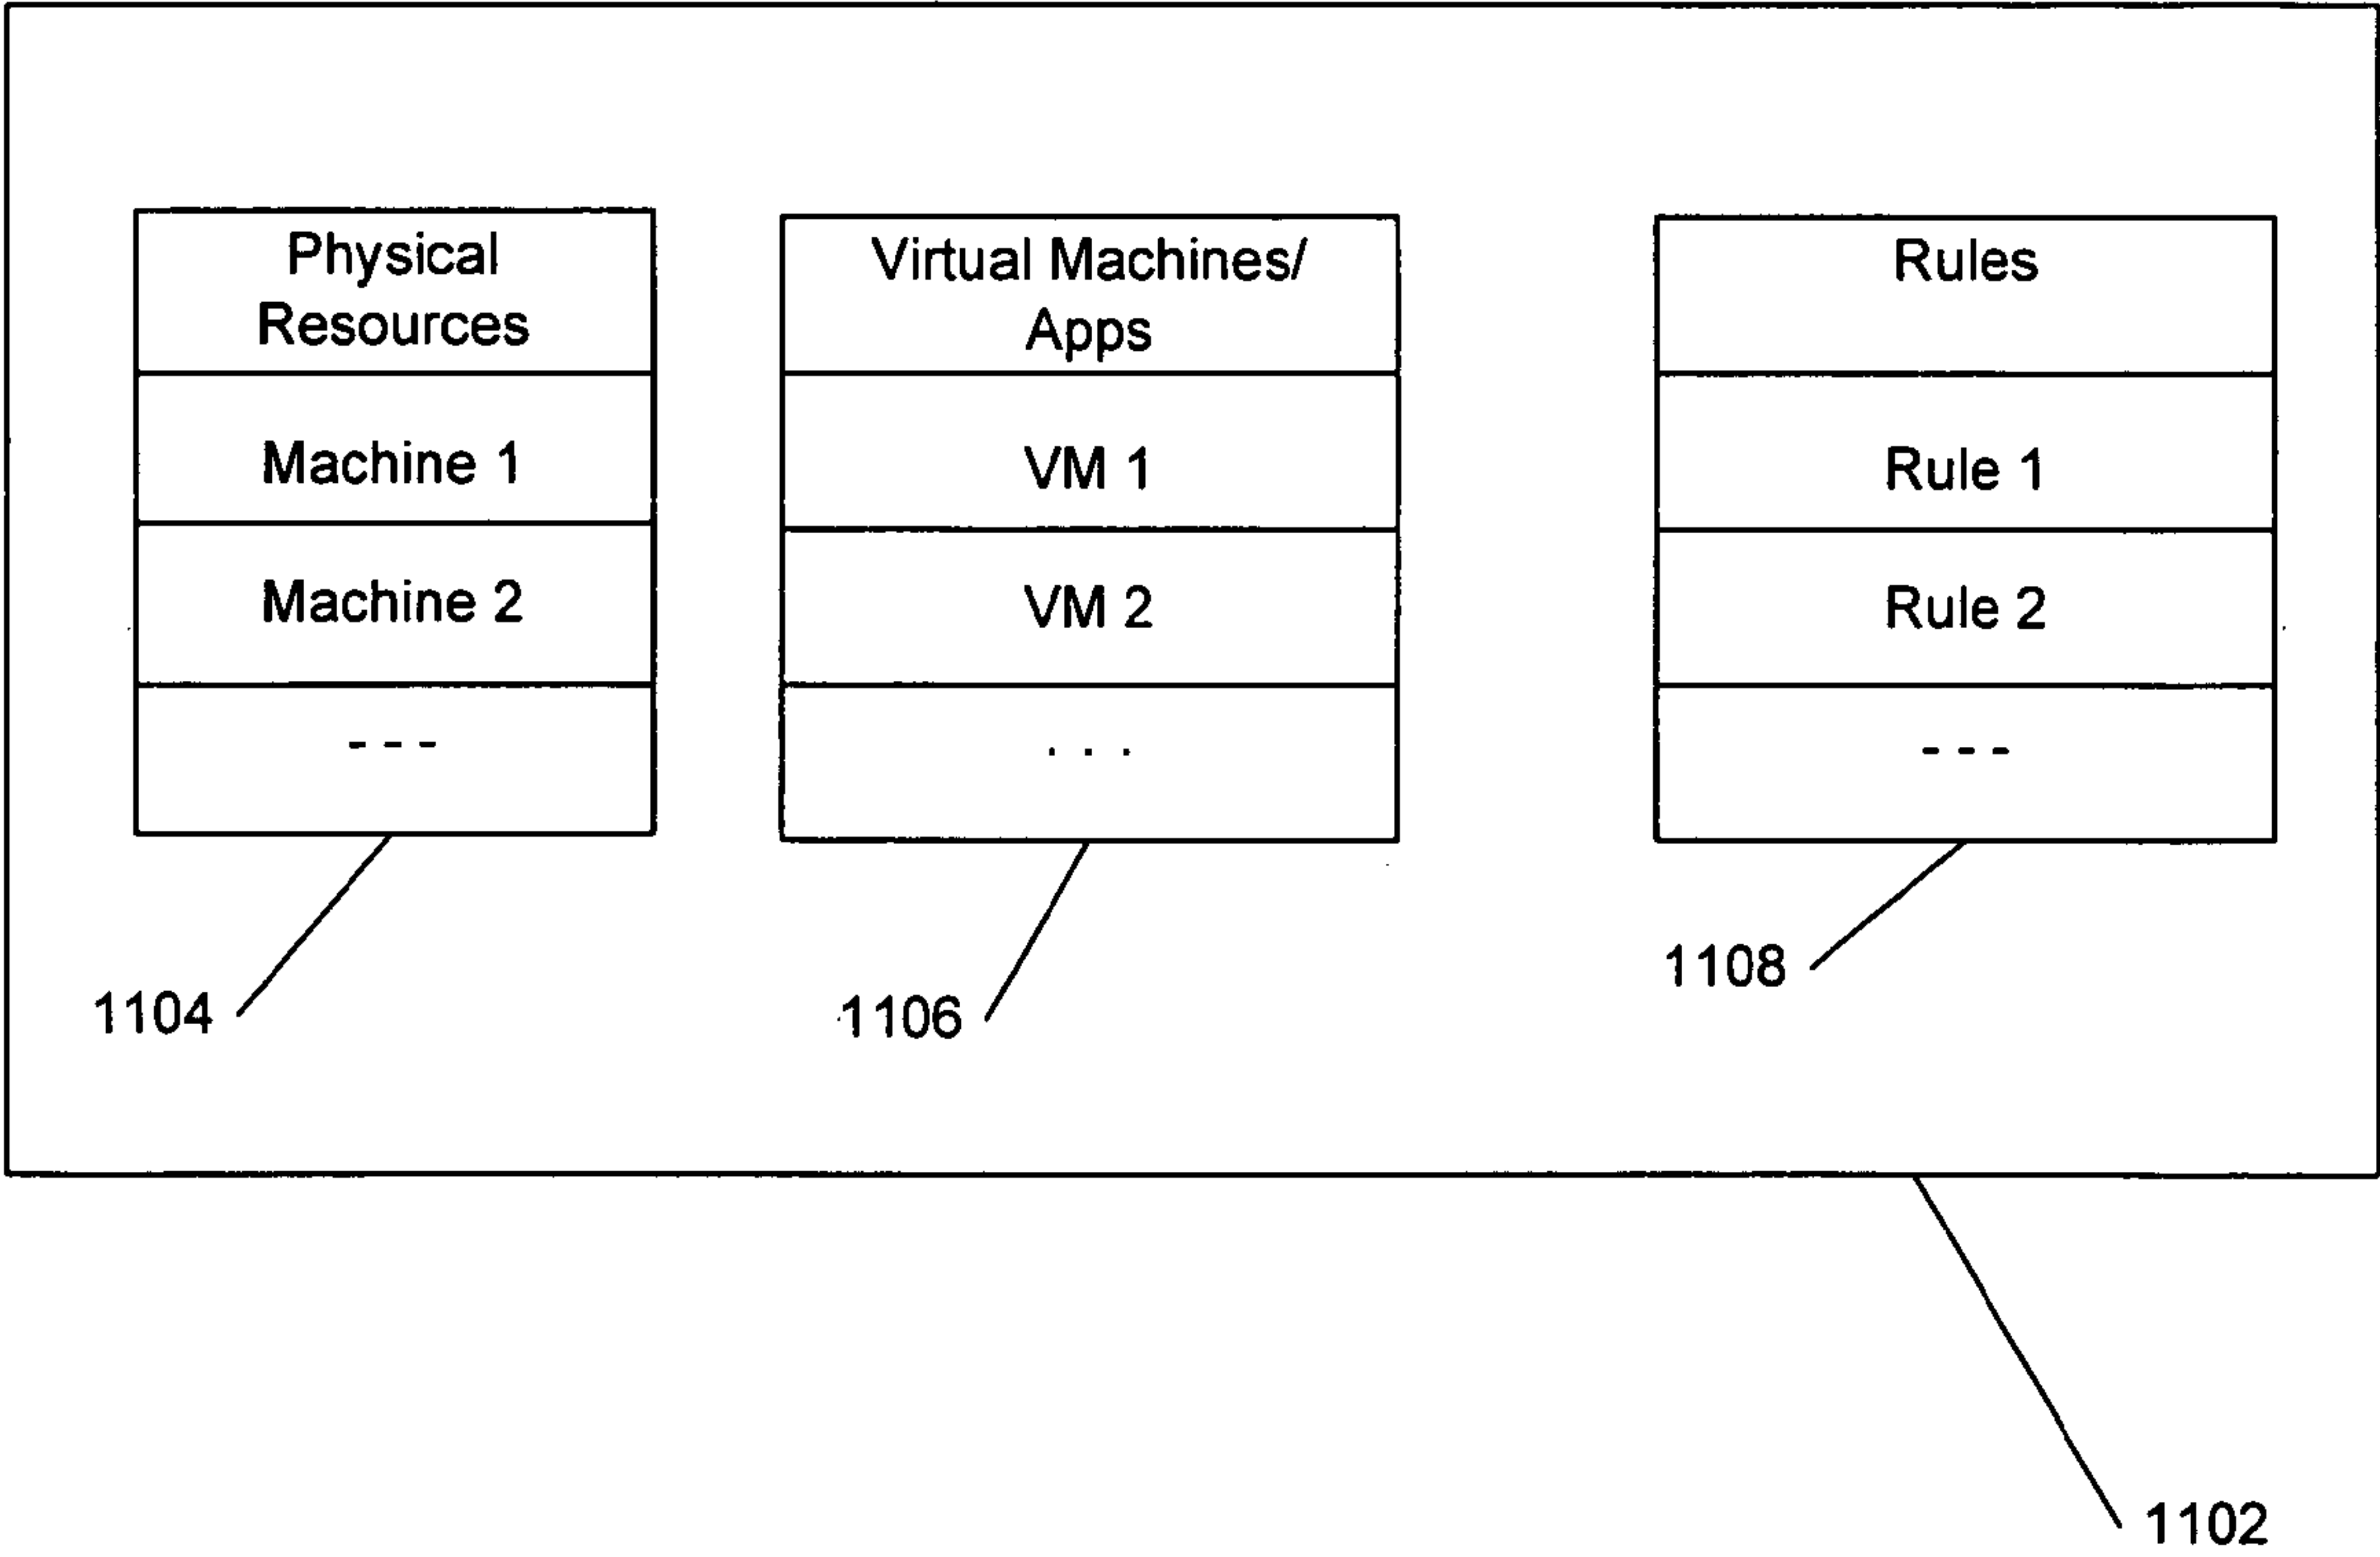 Physical
Resources
Machine 1
Machine 2
- - -
Virtual Machines/
Apps
VM 1
VM 2
. . .
Rules
Rule 1
Rule 2
- - -
1104
1106
1108
1102